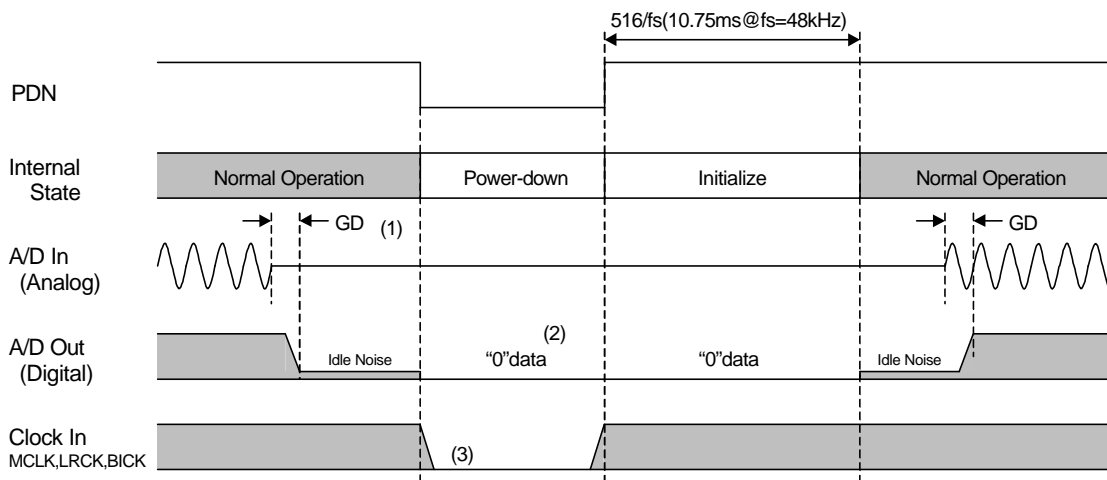 516/fs(10.75ms@fs=48kHz)
PDN
Internal
State
Normal Operation
Power-down
Initialize
Normal Operation
GD
(1)
GD
A/D In
(Analog)
A/D Out
(Digital)
Idle Noise
(2)
“0”data
“0”data
Idle Noise
Clock In
MCLK,LRCK,BICK
(3)